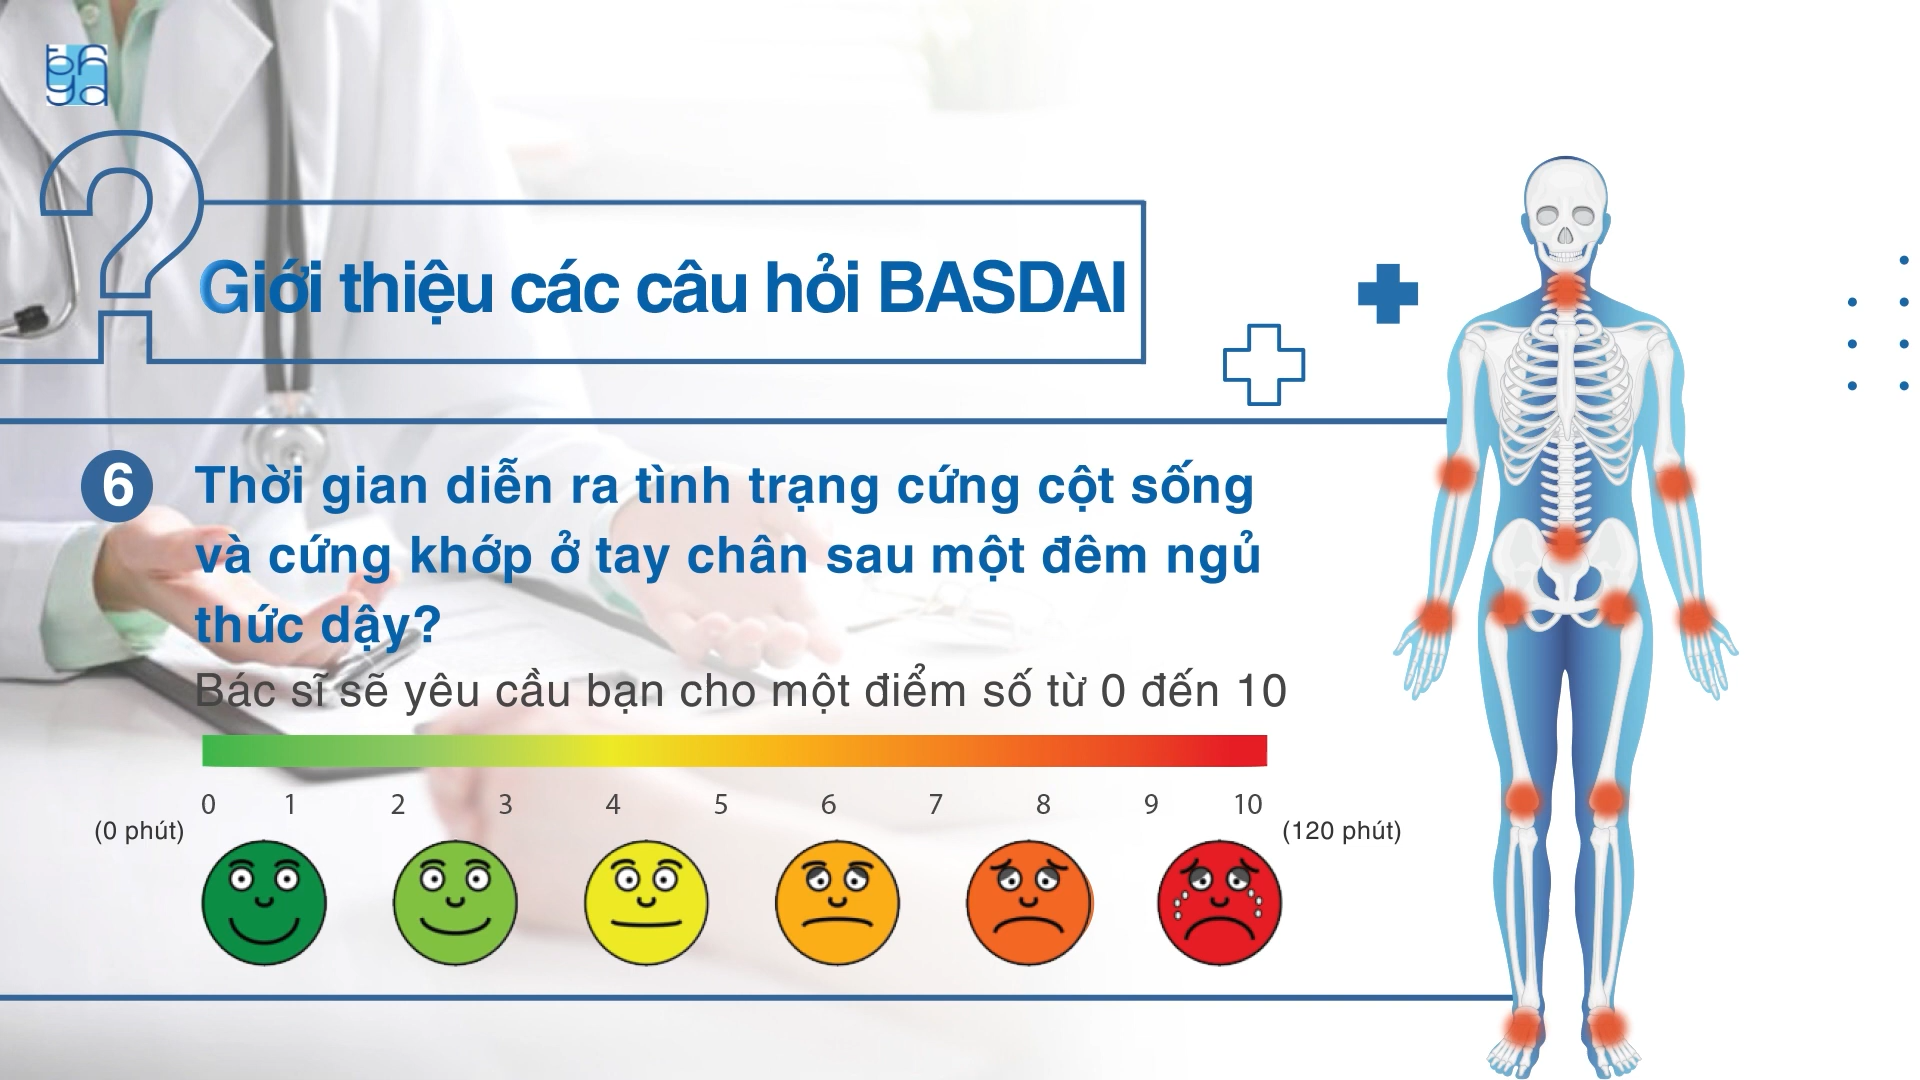 bh
ya
Giới thiệu các câu hỏi BASDAI
6
Thời gian diễn ra tình trạng cứng cột sống
và cứng khớp ở tay chân sau một đêm ngủ
thức dậy?
Bác sĩ sẽ yêu cầu bạn cho một điểm số từ 0 đến 10
0 1 2 3 4 5 6 7 8 9 10
(0 phút) (120 phút)